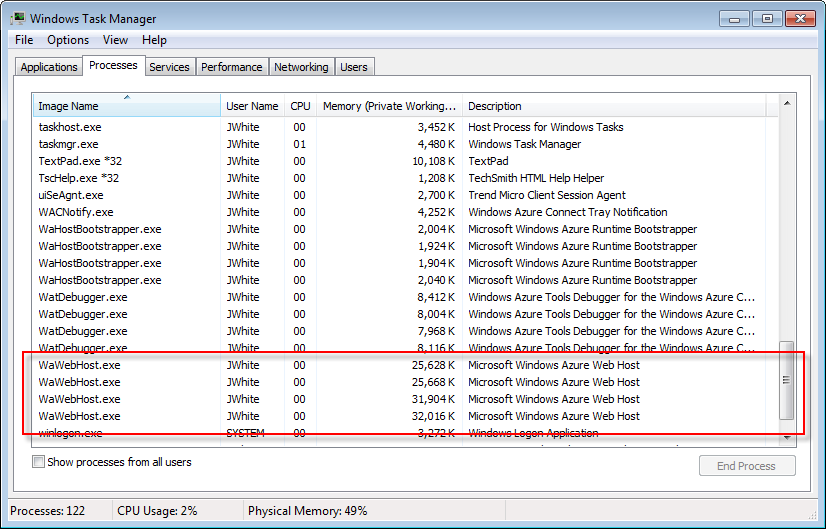 Windows Task Manager
File Options View Help
Applications Processes Services Performance Networking Users
Image Name User Name CPU Memory (Private Working... Description
taskhost.exe JWhite 00 3,452 K Host Process for Windows Tasks
taskmgr.exe JWhite 01 4,480 K Windows Task Manager
TextPad.exe *32 JWhite 00 10,108 K TextPad
TscHelp.exe *32 JWhite 00 1,208 K TechSmith HTML Help Helper
uiSeAgnt.exe JWhite 00 2,700 K Trend Micro Client Session Agent
WACNotify.exe JWhite 00 4,252 K Windows Azure Connect Tray Notification
WaHostBootstrapper.exe JWhite 00 2,004 K Microsoft Windows Azure Runtime Bootstrapper
WaHostBootstrapper.exe JWhite 00 1,924 K Microsoft Windows Azure Runtime Bootstrapper
WaHostBootstrapper.exe JWhite 00 1,904 K Microsoft Windows Azure Runtime Bootstrapper
WaHostBootstrapper.exe JWhite 00 2,040 K Microsoft Windows Azure Runtime Bootstrapper
WatDebugger.exe JWhite 00 8,412 K Windows Azure Tools Debugger for the Windows Azure C...
WatDebugger.exe JWhite 00 8,004 K Windows Azure Tools Debugger for the Windows Azure C...
WatDebugger.exe JWhite 00 7,968 K Windows Azure Tools Debugger for the Windows Azure C...
WatDebugger.exe JWhite 00 8,116 K Windows Azure Tools Debugger for the Windows Azure C...
WaWebHost.exe JWhite 00 25,628 K Microsoft Windows Azure Web Host
WaWebHost.exe JWhite 00 25,668 K Microsoft Windows Azure Web Host
WaWebHost.exe JWhite 00 31,904 K Microsoft Windows Azure Web Host
WaWebHost.exe JWhite 00 32,016 K Microsoft Windows Azure Web Host
winlogon.exe SYSTEM 00 3,272 K Windows Logon Application
Show processes from all users
End Process
Processes: 122 CPU Usage: 2% Physical Memory: 49%